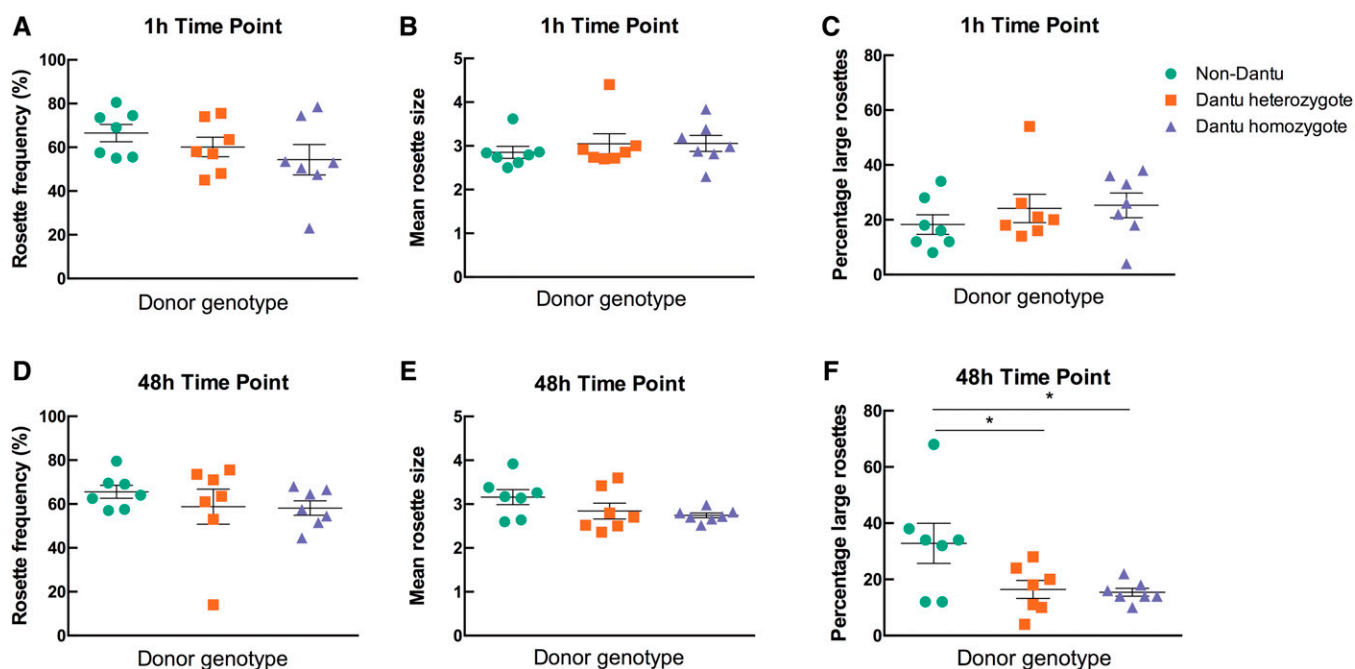 A
1h Time Point
Rosette frequency (%)
100
80
60
40
20
0
Donor genotype
B
1h Time Point
Mean rosette size
5
4
3
2
1
0
Donor genotype
C
1h Time Point
Percentage large rosettes
80
60
40
20
0
Donor genotype
Non-Dantu
Dantu heterozygote
Dantu homozygote
D
48h Time Point
Rosette frequency (%)
100
80
60
40
20
0
Donor genotype
E
48h Time Point
Mean rosette size
5
4
3
2
1
0
Donor genotype
F
48h Time Point
Percentage large rosettes
80
60
40
20
0
*
*
Donor genotype